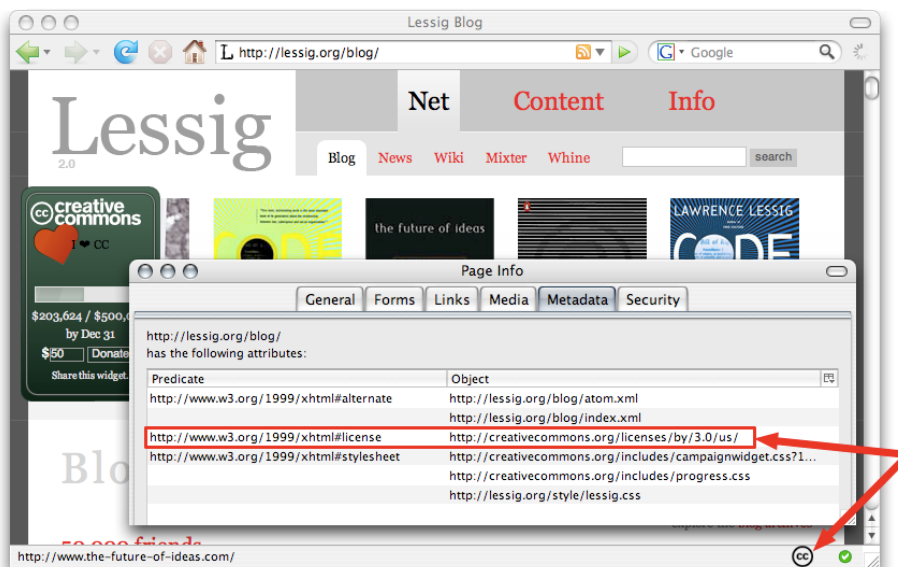 Lessig Blog
L http://lessig.org/blog/
G Google
Lessig
2.0
Net Content Info
Blog News Wiki Mixter Whine search
cc creative commons
I ❤ CC
the future of ideas
CODE
LAWRENCE LESSIG
CODE
$203,624 / $500,0
by Dec 31
$50 Donate
Share this widget.
Page Info
General Forms Links Media Metadata Security
http://lessig.org/blog/
has the following attributes:
Predicate Object
http://www.w3.org/1999/xhtml#alternate http://lessig.org/blog/atom.xml
http://lessig.org/blog/index.xml
http://www.w3.org/1999/xhtml#license http://creativecommons.org/licenses/by/3.0/us/
http://www.w3.org/1999/xhtml#stylesheet http://creativecommons.org/includes/campaignwidget.css?1...
http://creativecommons.org/includes/progress.css
http://lessig.org/style/lessig.css
Blo
50,000 friends
http://www.the-future-of-ideas.com/
cc